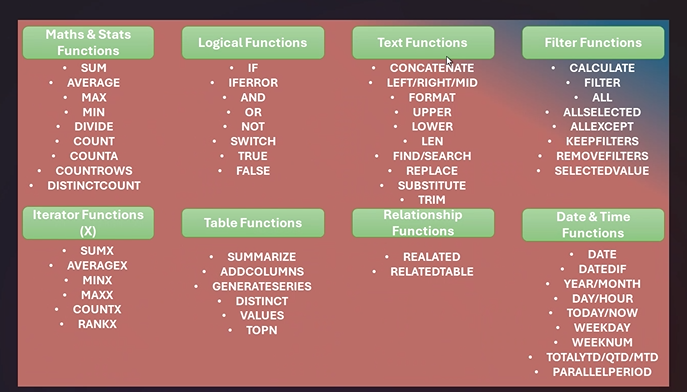 Maths & Stats
Functions
• SUM
• AVERAGE
• MAX
• MIN
• DIVIDE
• COUNT
• COUNTA
• COUNTROWS
• DISTINCTCOUNT
Logical Functions
• IF
• IFERROR
• AND
• OR
• NOT
• SWITCH
• TRUE
• FALSE
Text Functions
• CONCATENATE
• LEFT/RIGHT/MID
• FORMAT
• UPPER
• LOWER
• LEN
• FIND/SEARCH
• REPLACE
• SUBSTITUTE
• TRIM
Filter Functions
• CALCULATE
• FILTER
• ALL
• ALLSELECTED
• ALLEXCEPT
• KEEPFILTERS
• REMOVEFILTERS
• SELECTEDVALUE
Iterator Functions
(X)
• SUMX
• AVERAGEX
• MINX
• MAXX
• COUNTX
• RANKX
Table Functions
• SUMMARIZE
• ADDCOLUMNS
• GENERATESERIES
• DISTINCT
• VALUES
• TOPN
Relationship
Functions
• REALATED
• RELATEDTABLE
Date & Time
Functions
• DATE
• DATEDIF
• YEAR/MONTH
• DAY/HOUR
• TODAY/NOW
• WEEKDAY
• WEEKNUM
• TOTALYTD/QTD/MTD
• PARALLELPERIOD